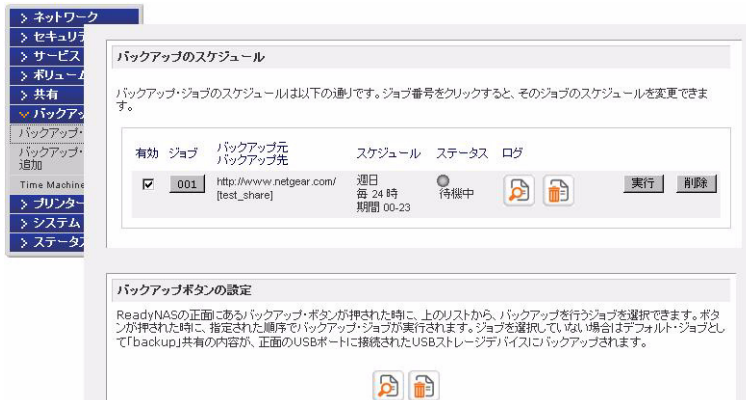 > ネットワーク
> セキュリテ
> サービス
> ボリューム
> 共有
バックアッ
バックアップ・
バックアップ・
追加
Time Machine
> プリンター
> システム
> ステータス
バックアップのスケジュール
バックアップ・ジョブのスケジュールは以下の通りです。ジョブ番号をクリックすると、そのジョブのスケジュールを変更できま
す。
有効 ジョブ バックアップ元 スケジュール ステータス ログ
バックアップ先
001 http://www.netgear.com/ 週日 待機中 実行 削除
[test_share] 毎 24 時
期間 00-23
バックアップボタンの設定
ReadyNASの正面にあるバックアップ・ボタンが押された時に、上のリストから、バックアップを行うジョブを選択できます。ボタ
ンが押された時に、指定された順序でバックアップ・ジョブが実行されます。ジョブを選択していない場合はデフォルト・ジョブとし
て「backup」共有の内容が、正面のUSBポートに接続されたUSBストレージデバイスにバックアップされます。